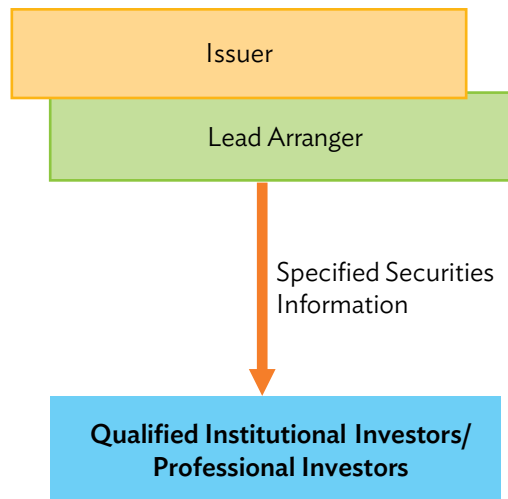 Issuer
Lead Arranger
Specified Securities
Information
Qualified Institutional Investors/
Professional Investors